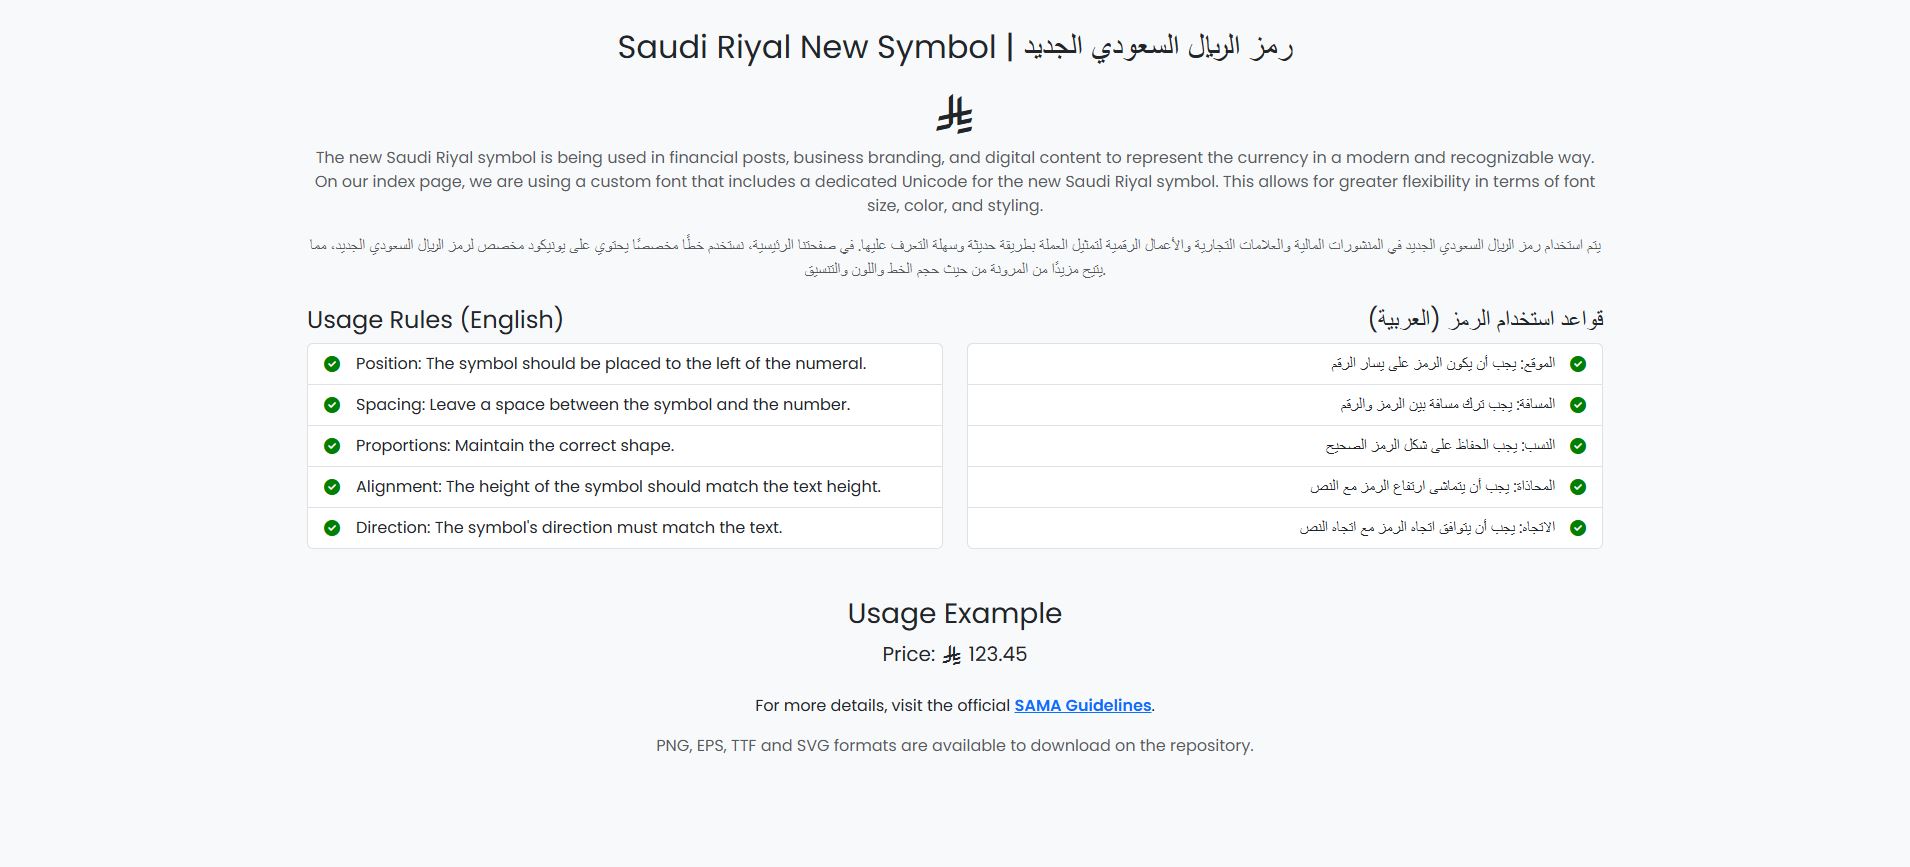 Saudi Riyal New Symbol | رمز الريال السعودي الجديد
⃁
The new Saudi Riyal symbol is being used in financial posts, business branding, and digital content to represent the currency in a modern and recognizable way.
On our index page, we are using a custom font that includes a dedicated Unicode for the new Saudi Riyal symbol. This allows for greater flexibility in terms of font
size, color, and styling.
يتم استخدام رمز الريال السعودي الجديد في المنشورات المالية والعلامات التجارية والأعمال الرقمية لتمثيل العملة بطريقة حديثة وسهلة التعرف عليها. في صفحتنا الرئيسية، نستخدم خطًا مخصصًا يحتوي على يونيكود مخصص لرمز الريال السعودي الجديد، مما
.يتيح مزيدًا من المرونة من حيث حجم الخط واللون والتنسيق
Usage Rules (English)
Position: The symbol should be placed to the left of the numeral.
Spacing: Leave a space between the symbol and the number.
Proportions: Maintain the correct shape.
Alignment: The height of the symbol should match the text height.
Direction: The symbol's direction must match the text.
قواعد استخدام الرمز (العربية)
الموقع: يجب أن يكون الرمز على يسار الرقم
المسافة: يجب ترك مسافة بين الرمز والرقم
النسب: يجب الحفاظ على شكل الرمز الصحيح
المحاذاة: يجب أن يتماشى ارتفاع الرمز مع النص
الاتجاه: يجب أن يتوافق اتجاه الرمز مع اتجاه النص
Usage Example
Price: ⃁ 123.45
For more details, visit the official SAMA Guidelines.
PNG, EPS, TTF and SVG formats are available to download on the repository.